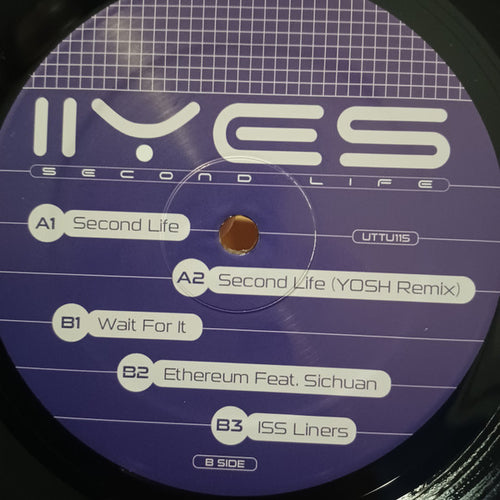 IIYES
SECOND LIFE
A1 Second Life
UTTU115
A2 Second Life (YOSH Remix)
B1 Wait For It
B2 Ethereum Feat. Sichuan
B3 ISS Liners
B SIDE